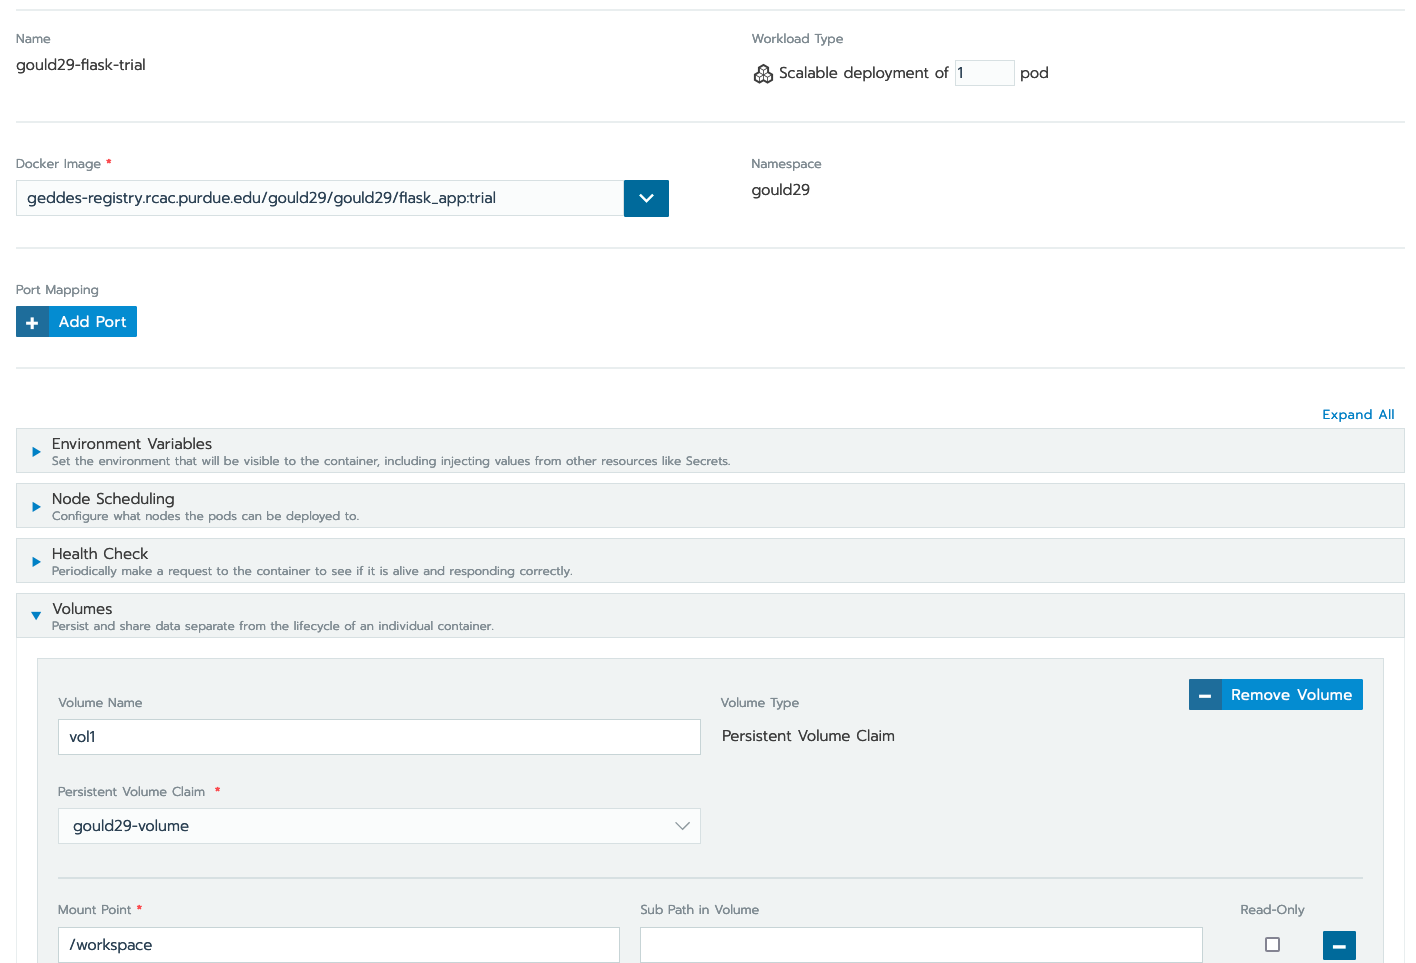 Name
gould29-flask-trial
Workload Type
Scalable deployment of 1 pod
Docker Image *
geddes-registry.rcac.purdue.edu/gould29/gould29/flask_app:trial
Namespace
gould29
Port Mapping
+ Add Port
Expand All
Environment Variables
Set the environment that will be visible to the container, including injecting values from other resources like Secrets.
Node Scheduling
Configure what nodes the pods can be deployed to.
Health Check
Periodically make a request to the container to see if it is alive and responding correctly.
Volumes
Persist and share data separate from the lifecycle of an individual container.
Volume Name
vol1
Volume Type
Persistent Volume Claim
− Remove Volume
Persistent Volume Claim *
gould29-volume
Mount Point *
/workspace
Sub Path in Volume
Read-Only